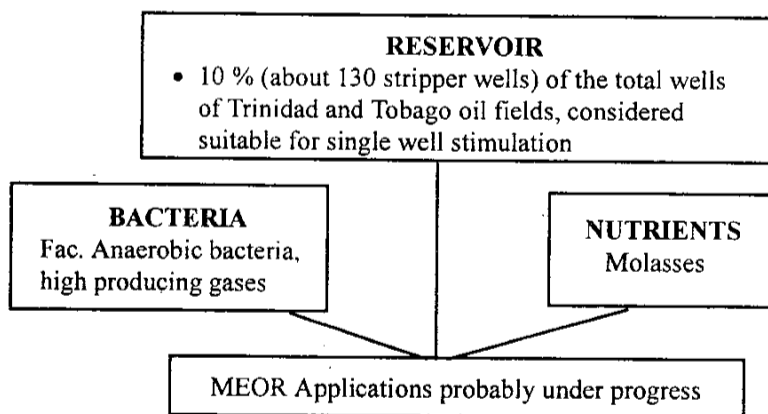 RESERVOIR
• 10 % (about 130 stripper wells) of the total wells
of Trinidad and Tobago oil fields, considered
suitable for single well stimulation
BACTERIA
Fac. Anaerobic bacteria,
high producing gases
NUTRIENTS
Molasses
MEOR Applications probably under progress